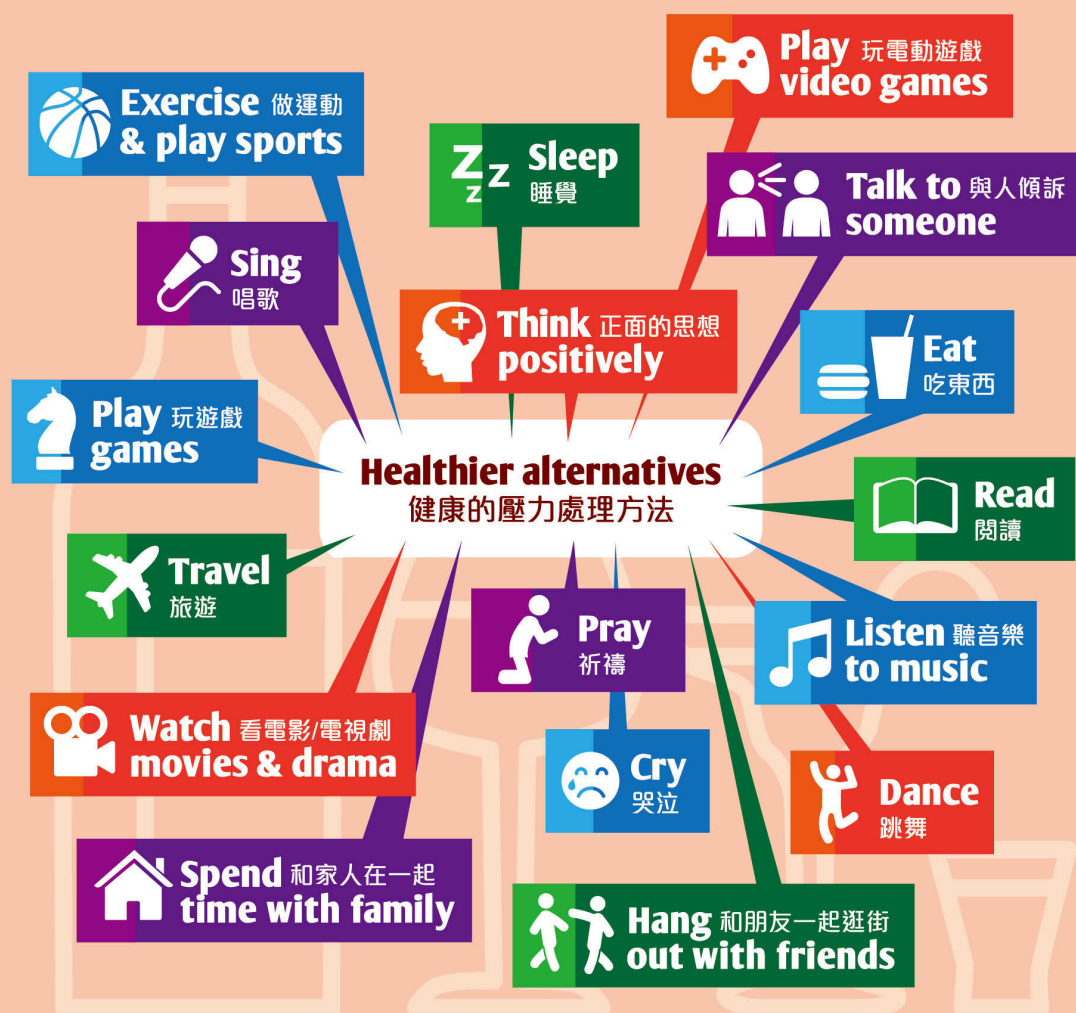 Play 玩電動遊戲
video games
Exercise 做運動
& play sports
Sleep
睡覺
Talk to 與人傾訴
someone
Sing
唱歌
Think 正面的思想
positively
Eat
吃東西
Play 玩遊戲
games
Healthier alternatives
健康的壓力處理方法
Read
閱讀
Travel
旅遊
Pray
祈禱
Listen 聽音樂
to music
Watch 看電影/電視劇
movies & drama
Cry
哭泣
Dance
跳舞
Spend 和家人在一起
time with family
Hang 和朋友一起逛街
out with friends